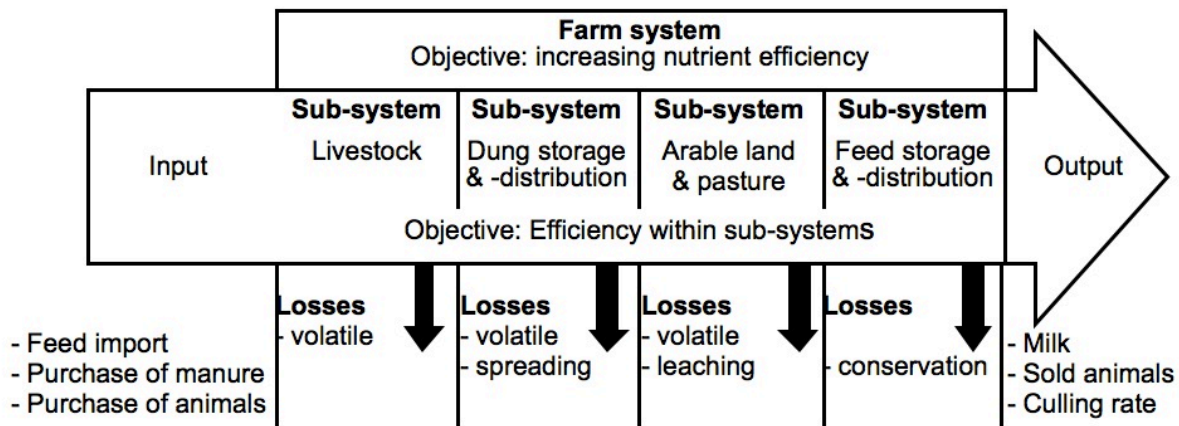 Farm system
Objective: increasing nutrient efficiency
Input
Sub-system
Livestock
Sub-system
Dung storage
& -distribution
Sub-system
Arable land
& pasture
Sub-system
Feed storage
& -distribution
Output
Objective: Efficiency within sub-systems
- Feed import
- Purchase of manure
- Purchase of animals
Losses
- volatile
Losses
- volatile
- spreading
Losses
- volatile
- leaching
Losses
- conservation
- Milk
- Sold animals
- Culling rate